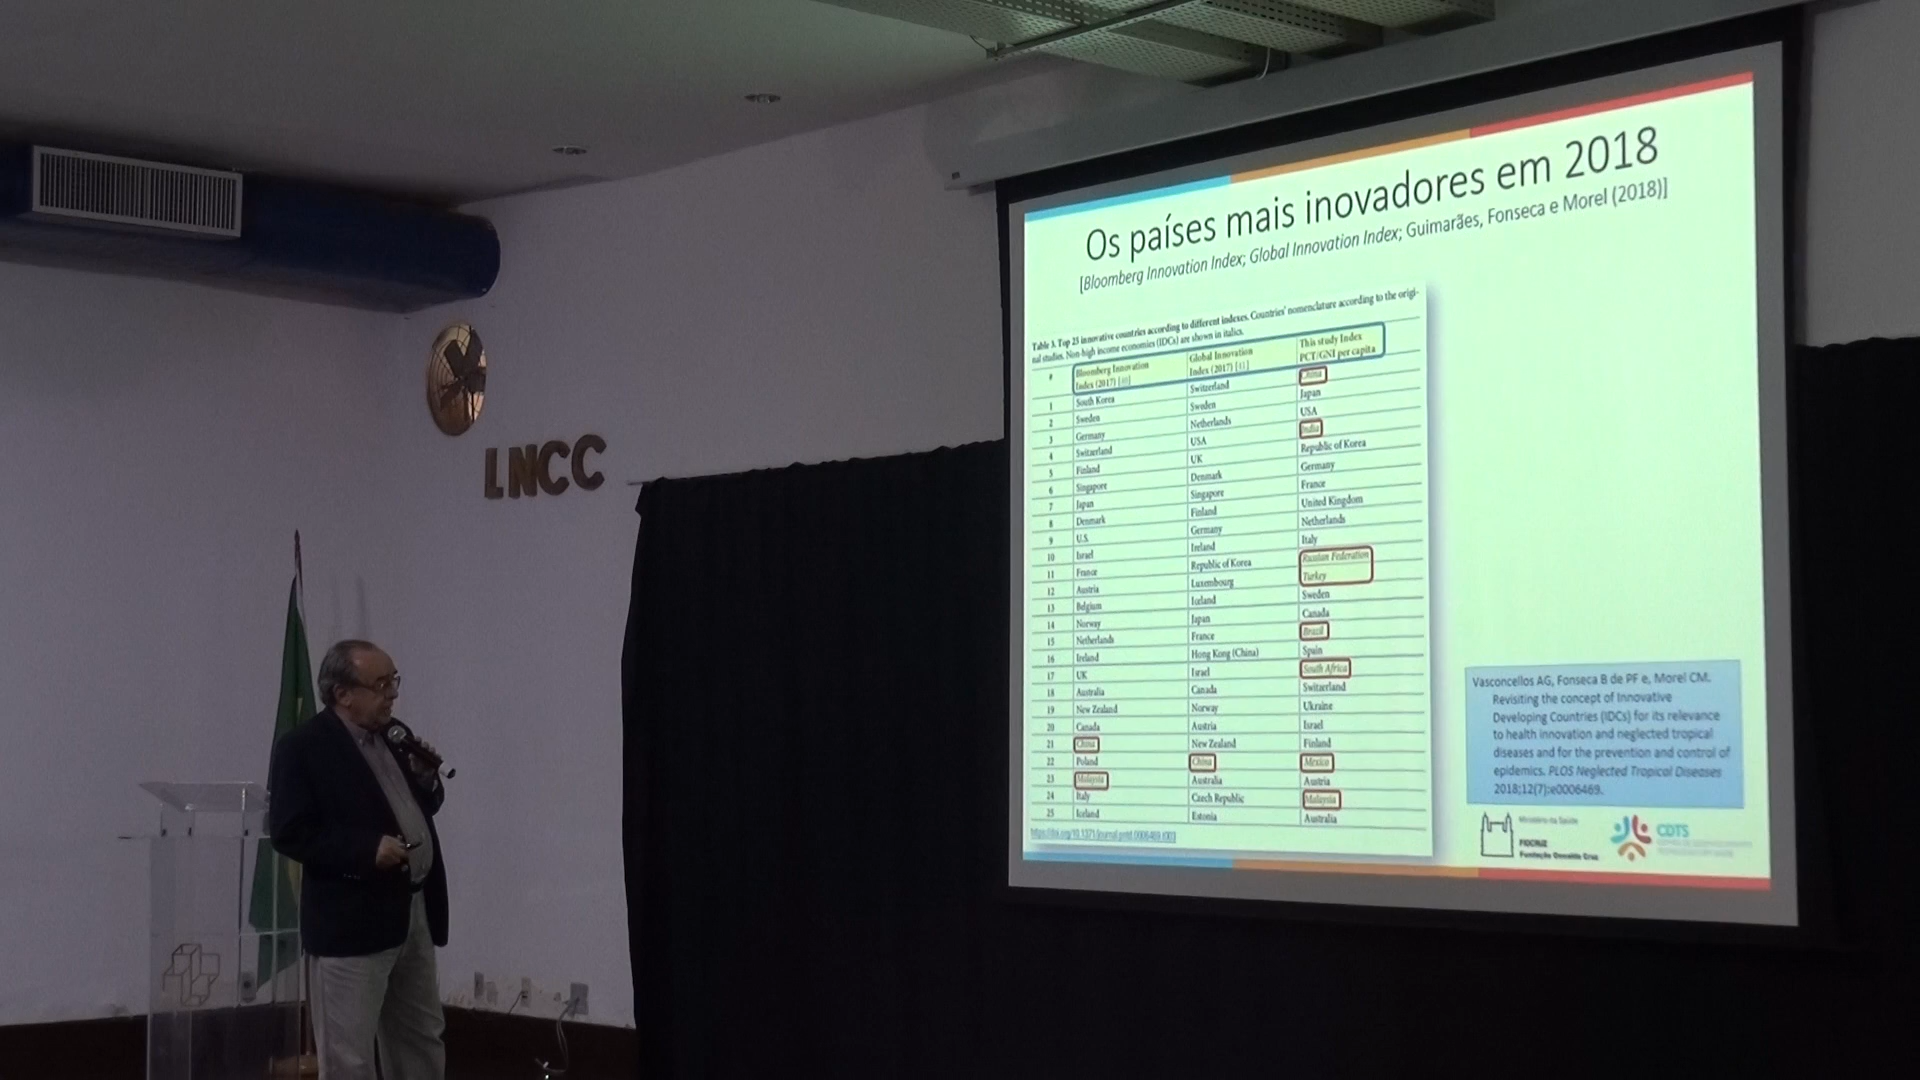 LNCC
Os países mais inovadores em 2018
[Bloomberg Innovation Index; Global Innovation Index; Guimarães, Fonseca e Morel (2018)]
Table 3. Top 25 innovative countries according to different indexes. Countries' nomenclature according to the origi-
nal studies. Non-high income economies (IDCs) are shown in italics.
# Bloomberg Innovation Index (2017) [40] Global Innovation Index (2017) [41] This study Index PCT/GNI per capita
1 South Korea Switzerland China
2 Sweden Sweden Japan
3 Germany Netherlands USA
4 Switzerland USA India
5 Finland UK Republic of Korea
6 Singapore Denmark Germany
7 Japan Singapore France
8 Denmark Finland United Kingdom
9 U.S. Germany Netherlands
10 Israel Ireland Italy
11 France Republic of Korea Russian Federation
12 Austria Luxembourg Turkey
13 Belgium Iceland Sweden
14 Norway Japan Canada
15 Netherlands France Brazil
16 Ireland Hong Kong (China) Spain
17 UK Israel South Africa
18 Australia Canada Switzerland
19 New Zealand Norway Ukraine
20 Canada Austria Israel
21 China New Zealand Finland
22 Poland China Mexico
23 Malaysia Australia Austria
24 Italy Czech Republic Malaysia
25 Iceland Estonia Australia
Vasconcellos AG, Fonseca B de PF e, Morel CM.
Revisiting the concept of Innovative
Developing Countries (IDCs) for its relevance
to health innovation and neglected tropical
diseases and for the prevention and control of
epidemics. PLOS Neglected Tropical Diseases
2018;12(7):e0006469.
Ministério da Saúde
FIOCRUZ
Fundação Oswaldo Cruz
CDTS